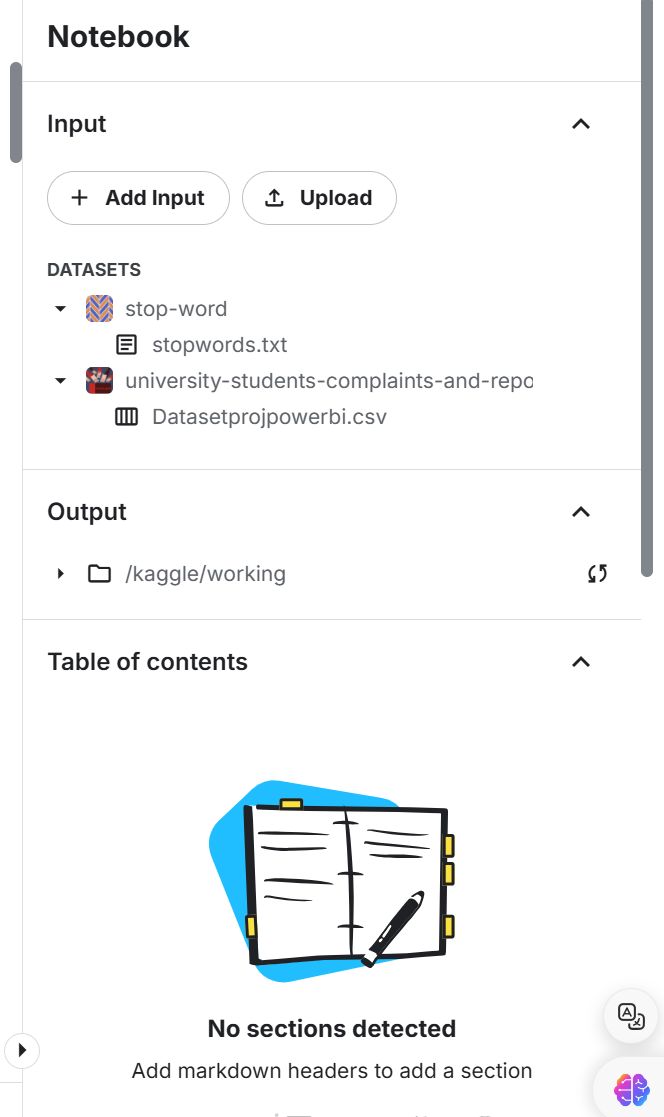 Notebook
Input
Add Input
Upload
DATASETS
stop-word
stopwords.txt
university-students-complaints-and-repo
Datasetprojpowerbi.csv
Output
/kaggle/working
Table of contents
No sections detected
Add markdown headers to add a section